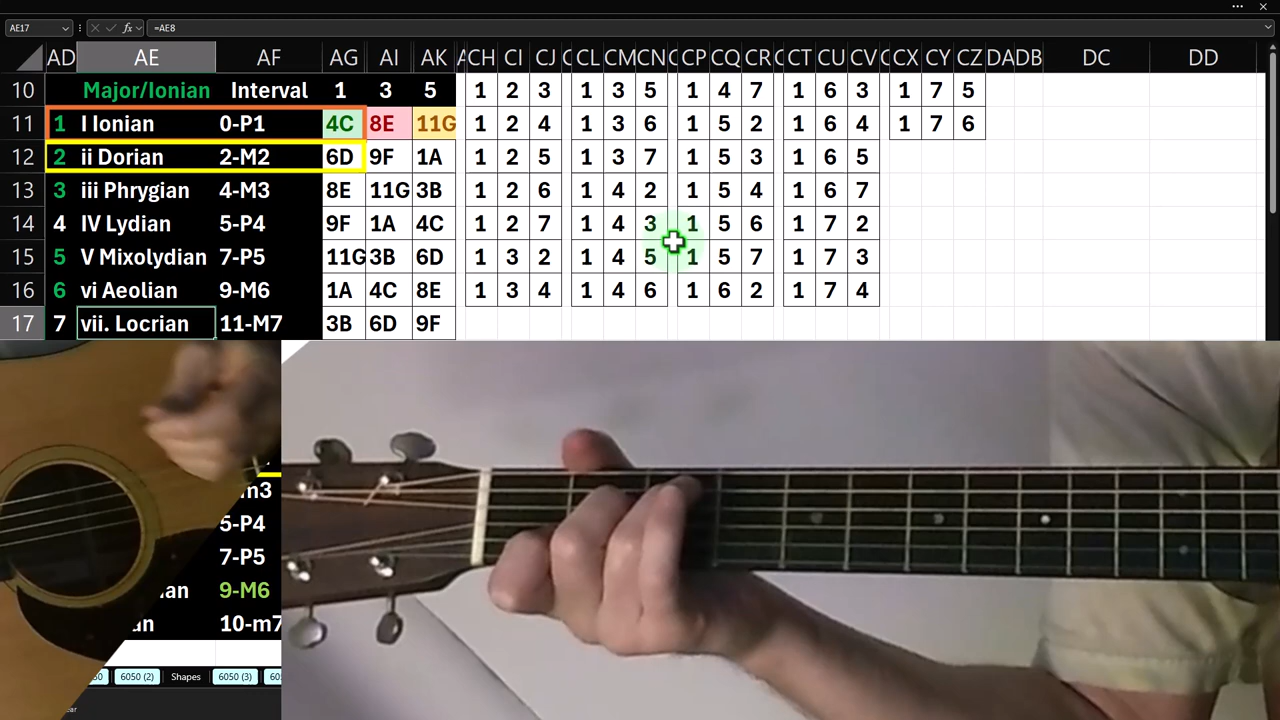 AE17 fx =AE8
AD AE AF AG AI AK CH CI CJ C CL CM CN C CP CQ CR C CT CU CV C CX CY CZ DA DB DC DD
10 Major/Ionian Interval 1 3 5 1 2 3 1 3 5 1 4 7 1 6 3 1 7 5
11 1 I Ionian 0-P1 4C 8E 11G 1 2 4 1 3 6 1 5 2 1 6 4 1 7 6
12 2 ii Dorian 2-M2 6D 9F 1A 1 2 5 1 3 7 1 5 3 1 6 5
13 3 iii Phrygian 4-M3 8E 11G 3B 1 2 6 1 4 2 1 5 4 1 6 7
14 4 IV Lydian 5-P4 9F 1A 4C 1 2 7 1 4 3 1 5 6 1 7 2
15 5 V Mixolydian 7-P5 11G 3B 6D 1 3 2 1 4 5 1 5 7 1 7 3
16 6 vi Aeolian 9-M6 1A 4C 8E 1 3 4 1 4 6 1 6 2 1 7 4
17 7 vii. Locrian 11-M7 3B 6D 9F
5-P4
7-P5
an 9-M6
an 10-m7
50 6050 (2) Shapes 6050 (3) 60